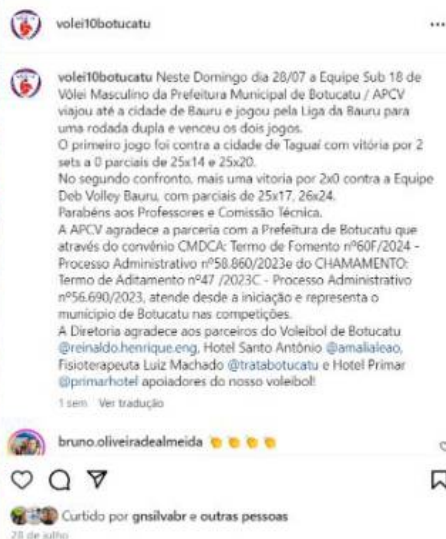 volei10botucatu
volei10botucatu Neste Domingo dia 28/07 a Equipe Sub 18 de
Vôlei Masculino da Prefeitura Municipal de Botucatu / APCV
viajou até a cidade de Bauru e jogou pela Liga da Bauru para
uma rodada dupla e venceu os dois jogos.
O primeiro jogo foi contra a cidade de Taguaí com vitória por 2
sets a 0 parciais de 25x14 e 25x20.
No segundo confronto, mais uma vitoria por 2x0 contra a Equipe
Deb Volley Bauru, com parciais de 25x17, 26x24.
Parabéns aos Professores e Comissão Técnica.
A APCV agradece a parceria com a Prefeitura de Botucatu que
através do convênio CMDCA: Termo de Fomento nº60F/2024 -
Processo Administrativo nº58.860/2023e do CHAMAMENTO:
Termo de Aditamento nº47 /2023C - Processo Administrativo
nº56.690/2023, atende desde a iniciação e representa o
município de Botucatu nas competições.
A Diretoria agradece aos parceiros do Voleibol de Botucatu
@reinaldo.henrique.eng, Hotel Santo Antônio @amalialeao,
Fisioterapeuta Luiz Machado @tratabotucatu e Hotel Primar
@primarhotel apoiadores do nosso voleibol!
1 sem Ver tradução
bruno.oliveiradealmeida 👏👏👏👏
Curtido por gnsilvabr e outras pessoas
28 de julho